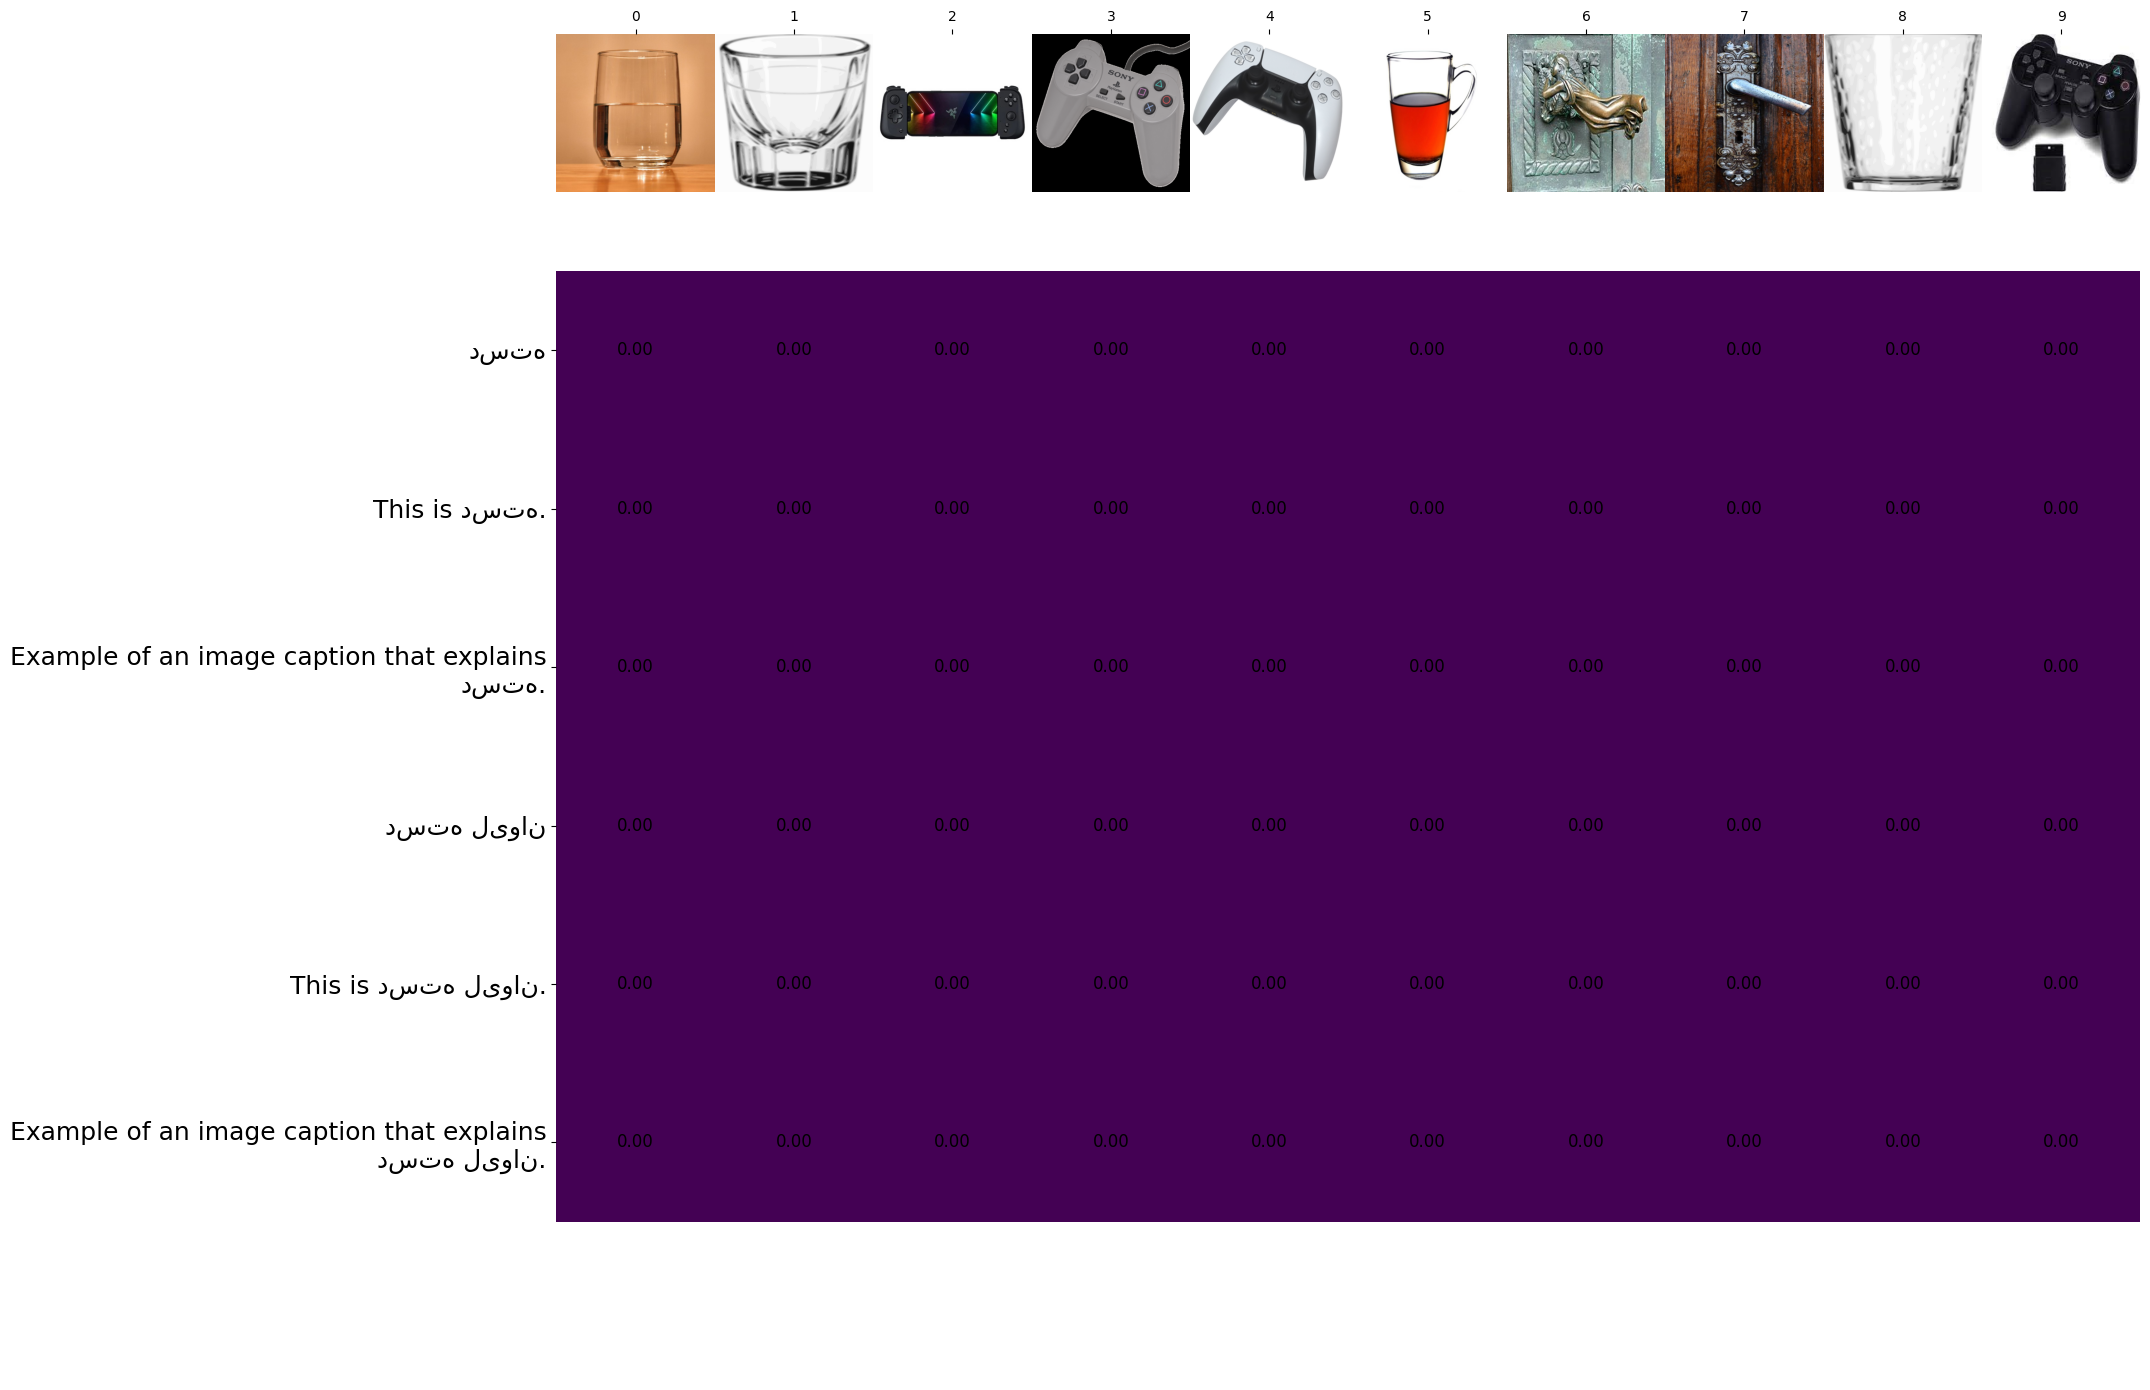 0 1 2 3 4 5 6 7 8 9
SONY
SONY
دسته 0.00 0.00 0.00 0.00 0.00 0.00 0.00 0.00 0.00 0.00
This is دسته. 0.00 0.00 0.00 0.00 0.00 0.00 0.00 0.00 0.00 0.00
Example of an image caption that explains
دسته. 0.00 0.00 0.00 0.00 0.00 0.00 0.00 0.00 0.00 0.00
دسته لیوان 0.00 0.00 0.00 0.00 0.00 0.00 0.00 0.00 0.00 0.00
This is دسته لیوان. 0.00 0.00 0.00 0.00 0.00 0.00 0.00 0.00 0.00 0.00
Example of an image caption that explains
دسته لیوان. 0.00 0.00 0.00 0.00 0.00 0.00 0.00 0.00 0.00 0.00